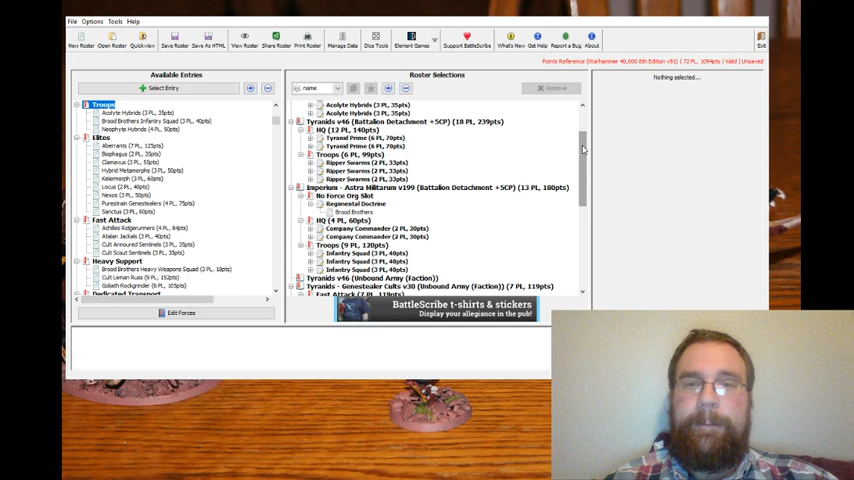 File Options Tools Help
New Roster Open Roster Quickview Save Roster Save As HTML View Roster Share Roster Print Roster Manage Data Dice Tools Element Games Support BattleScribe What's New Get Help Report a Bug About Exit
Points Reference (Warhammer 40,000 8th Edition v81) | 72 PL, 1094pts | Valid | Unsaved
Available Entries
Select Entry
Troops
Acolyte Hybrids (3 PL, 35pts)
Brood Brothers Infantry Squad (3 PL, 40pts)
Neophyte Hybrids (4 PL, 50pts)
Elites
Aberrants (7 PL, 125pts)
Biophagus (2 PL, 35pts)
Clamavus (3 PL, 55pts)
Hybrid Metamorphs (3 PL, 50pts)
Kelermorph (3 PL, 60pts)
Locus (2 PL, 40pts)
Nexos (3 PL, 50pts)
Purestrain Genestealers (4 PL, 75pts)
Sanctus (3 PL, 60pts)
Fast Attack
Achilles Ridgerunners (4 PL, 84pts)
Atalan Jackals (3 PL, 40pts)
Cult Armoured Sentinels (3 PL, 35pts)
Cult Scout Sentinels (3 PL, 35pts)
Heavy Support
Brood Brothers Heavy Weapons Squad (3 PL, 18pts)
Cult Leman Russ (9 PL, 152pts)
Goliath Rockgrinder (6 PL, 105pts)
Dedicated Transport
Edit Forces
Roster Selections
name
Remove
Acolyte Hybrids (3 PL, 35pts)
Acolyte Hybrids (3 PL, 35pts)
Tyranids v46 (Battalion Detachment +5CP) (18 PL, 239pts)
HQ (12 PL, 140pts)
Tyranid Prime (6 PL, 70pts)
Tyranid Prime (6 PL, 70pts)
Troops (6 PL, 99pts)
Ripper Swarms (2 PL, 33pts)
Ripper Swarms (2 PL, 33pts)
Ripper Swarms (2 PL, 33pts)
Imperium - Astra Militarum v199 (Battalion Detachment +5CP) (13 PL, 180pts)
No Force Org Slot
Regimental Doctrine
Brood Brothers
HQ (4 PL, 60pts)
Company Commander (2 PL, 30pts)
Company Commander (2 PL, 30pts)
Troops (9 PL, 120pts)
Infantry Squad (3 PL, 40pts)
Infantry Squad (3 PL, 40pts)
Infantry Squad (3 PL, 40pts)
Tyranids v46 (Unbound Army (Faction))
Tyranids - Genestealer Cults v30 (Unbound Army (Faction)) (7 PL, 119pts)
Fast Attack (7 PL, 119pts)
Nothing selected...
BattleScribe t-shirts & stickers
Display your allegiance in the pub!